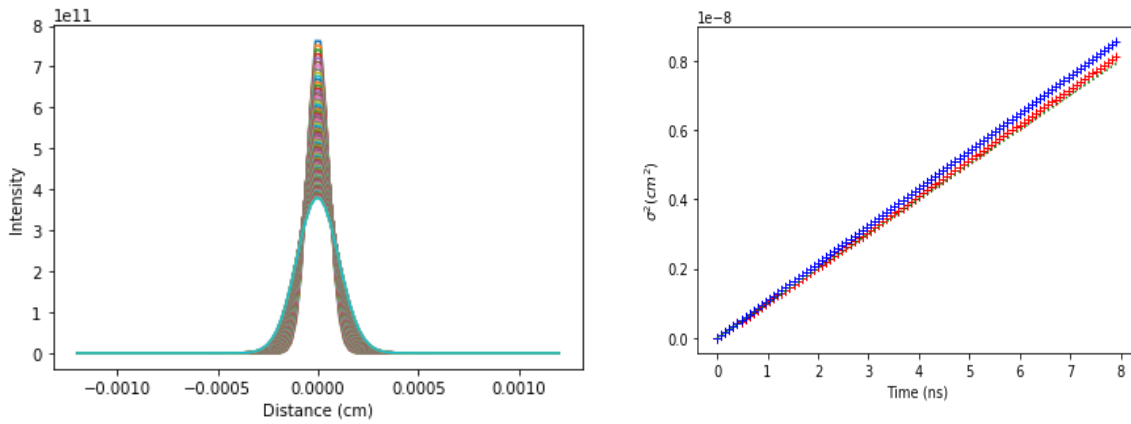 1e11
8
7
6
5
4
3
2
1
0
Intensity
−0.0010 −0.0005 0.0000 0.0005 0.0010
Distance (cm)
1e−8
0.8
0.6
0.4
0.2
0.0
σ²(cm²)
0 1 2 3 4 5 6 7 8
Time (ns)